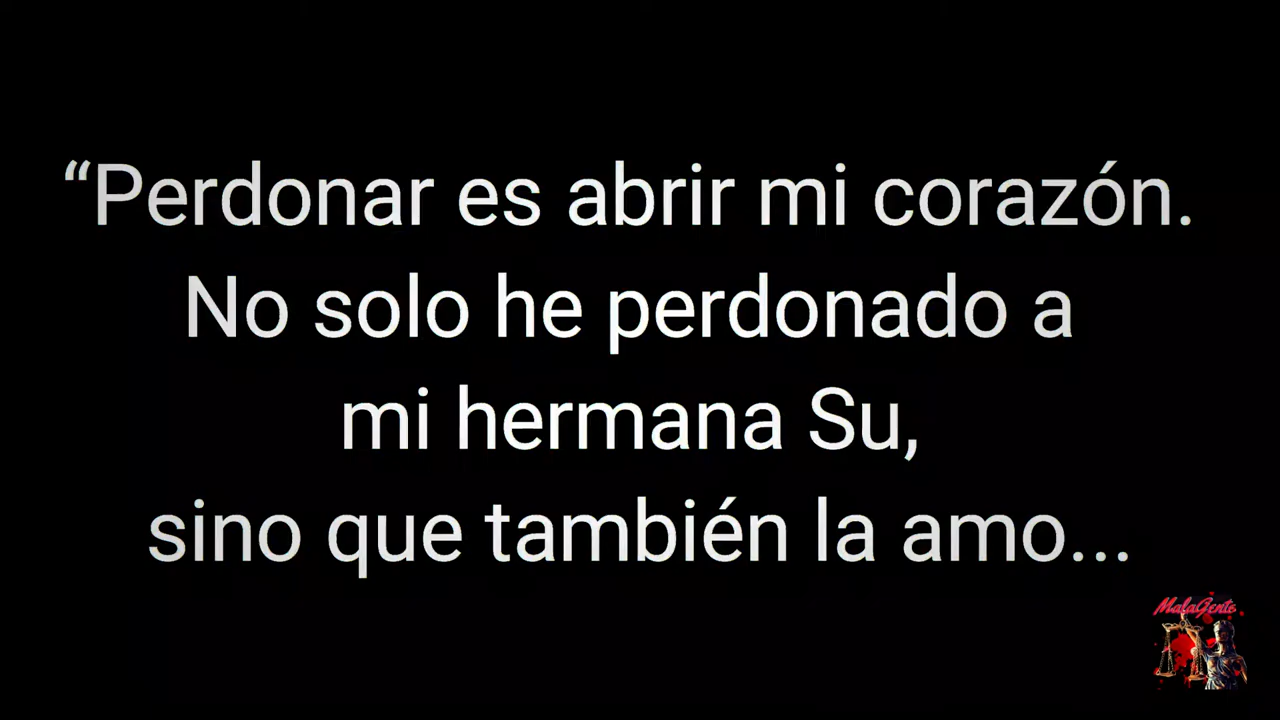 “Perdonar es abrir mi corazón.
No solo he perdonado a
mi hermana Su,
sino que también la amo...
MalaGente